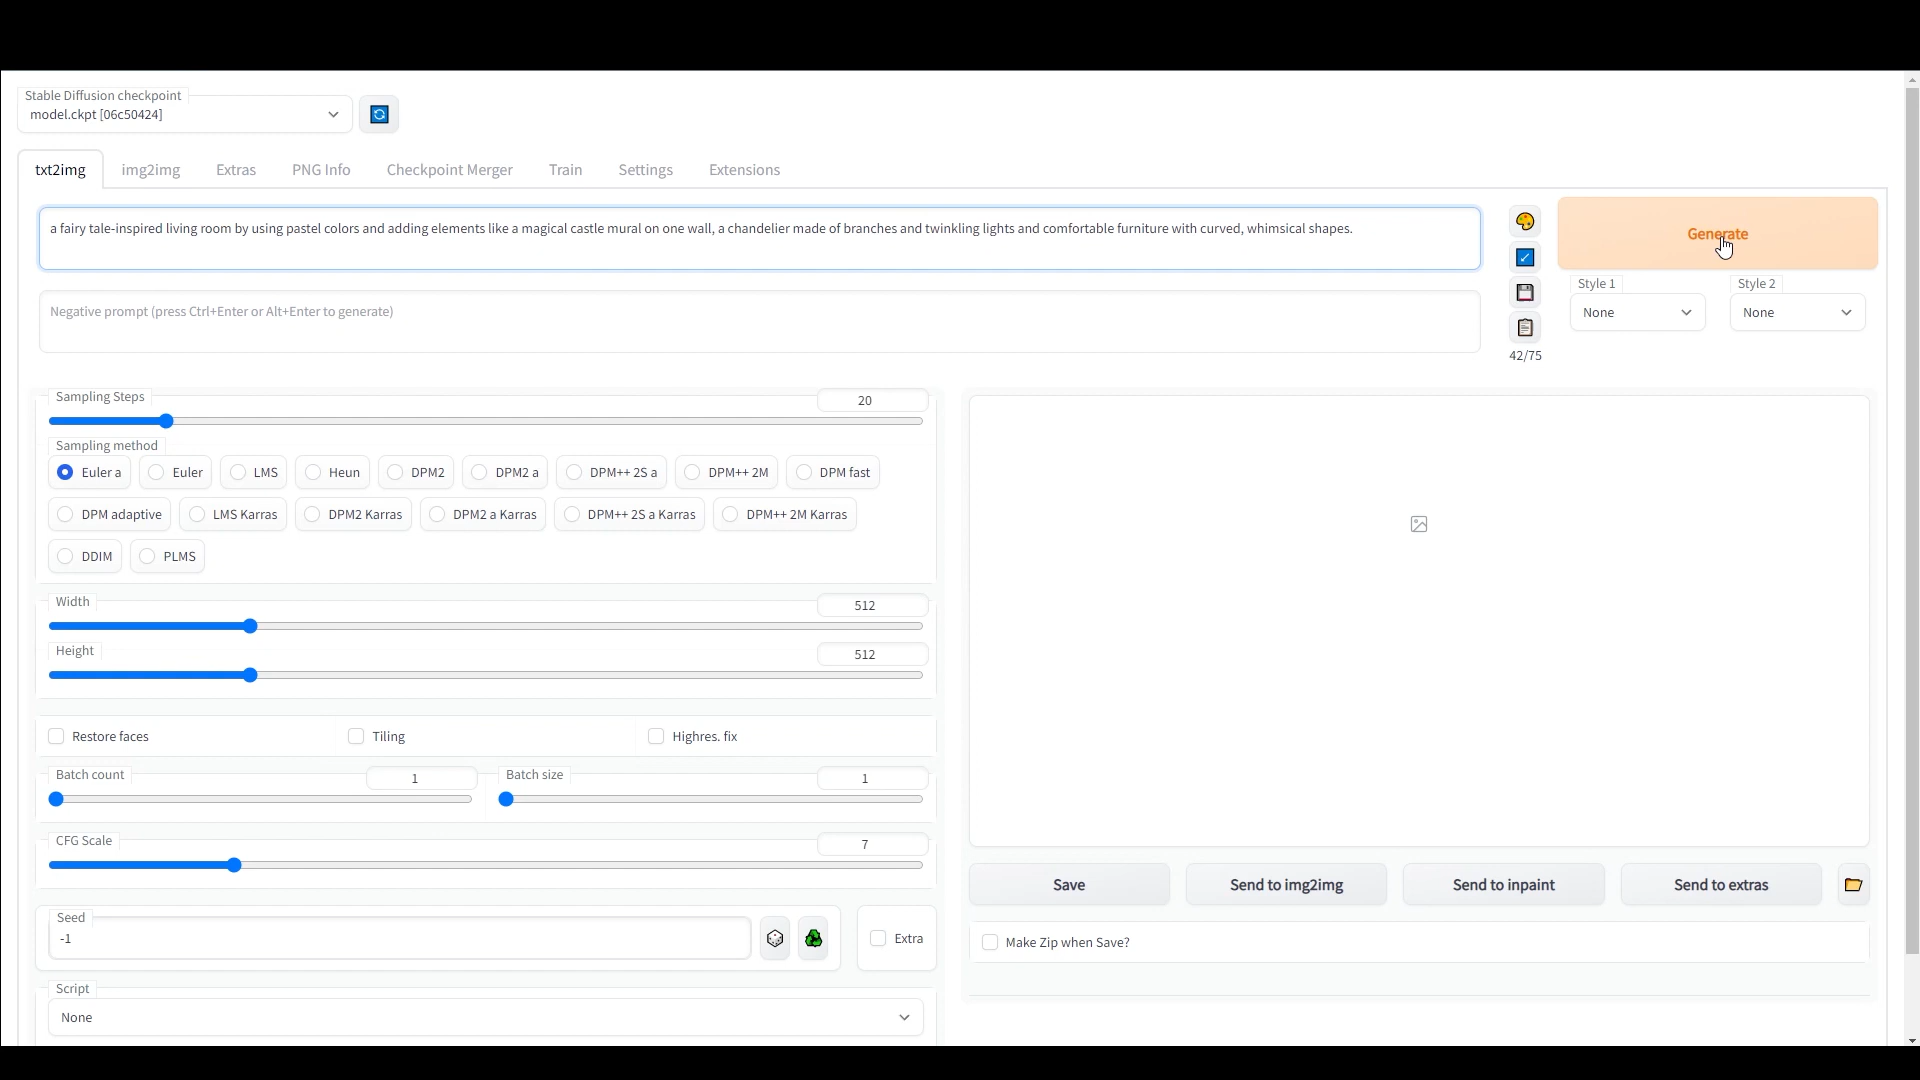 Stable Diffusion checkpoint
model.ckpt [06c50424]
txt2img img2img Extras PNG Info Checkpoint Merger Train Settings Extensions
a fairy tale-inspired living room by using pastel colors and adding elements like a magical castle mural on one wall, a chandelier made of branches and twinkling lights and comfortable furniture with curved, whimsical shapes.
Generate
Negative prompt (press Ctrl+Enter or Alt+Enter to generate)
Style 1 Style 2
None None
42/75
Sampling Steps 20
Sampling method
Euler a Euler LMS Heun DPM2 DPM2 a DPM++ 2S a DPM++ 2M DPM fast
DPM adaptive LMS Karras DPM2 Karras DPM2 a Karras DPM++ 2S a Karras DPM++ 2M Karras
DDIM PLMS
Width 512
Height 512
Restore faces Tiling Highres. fix
Batch count 1 Batch size 1
CFG Scale 7
Seed
-1
Extra
Script
None
Save Send to img2img Send to inpaint Send to extras
Make Zip when Save?